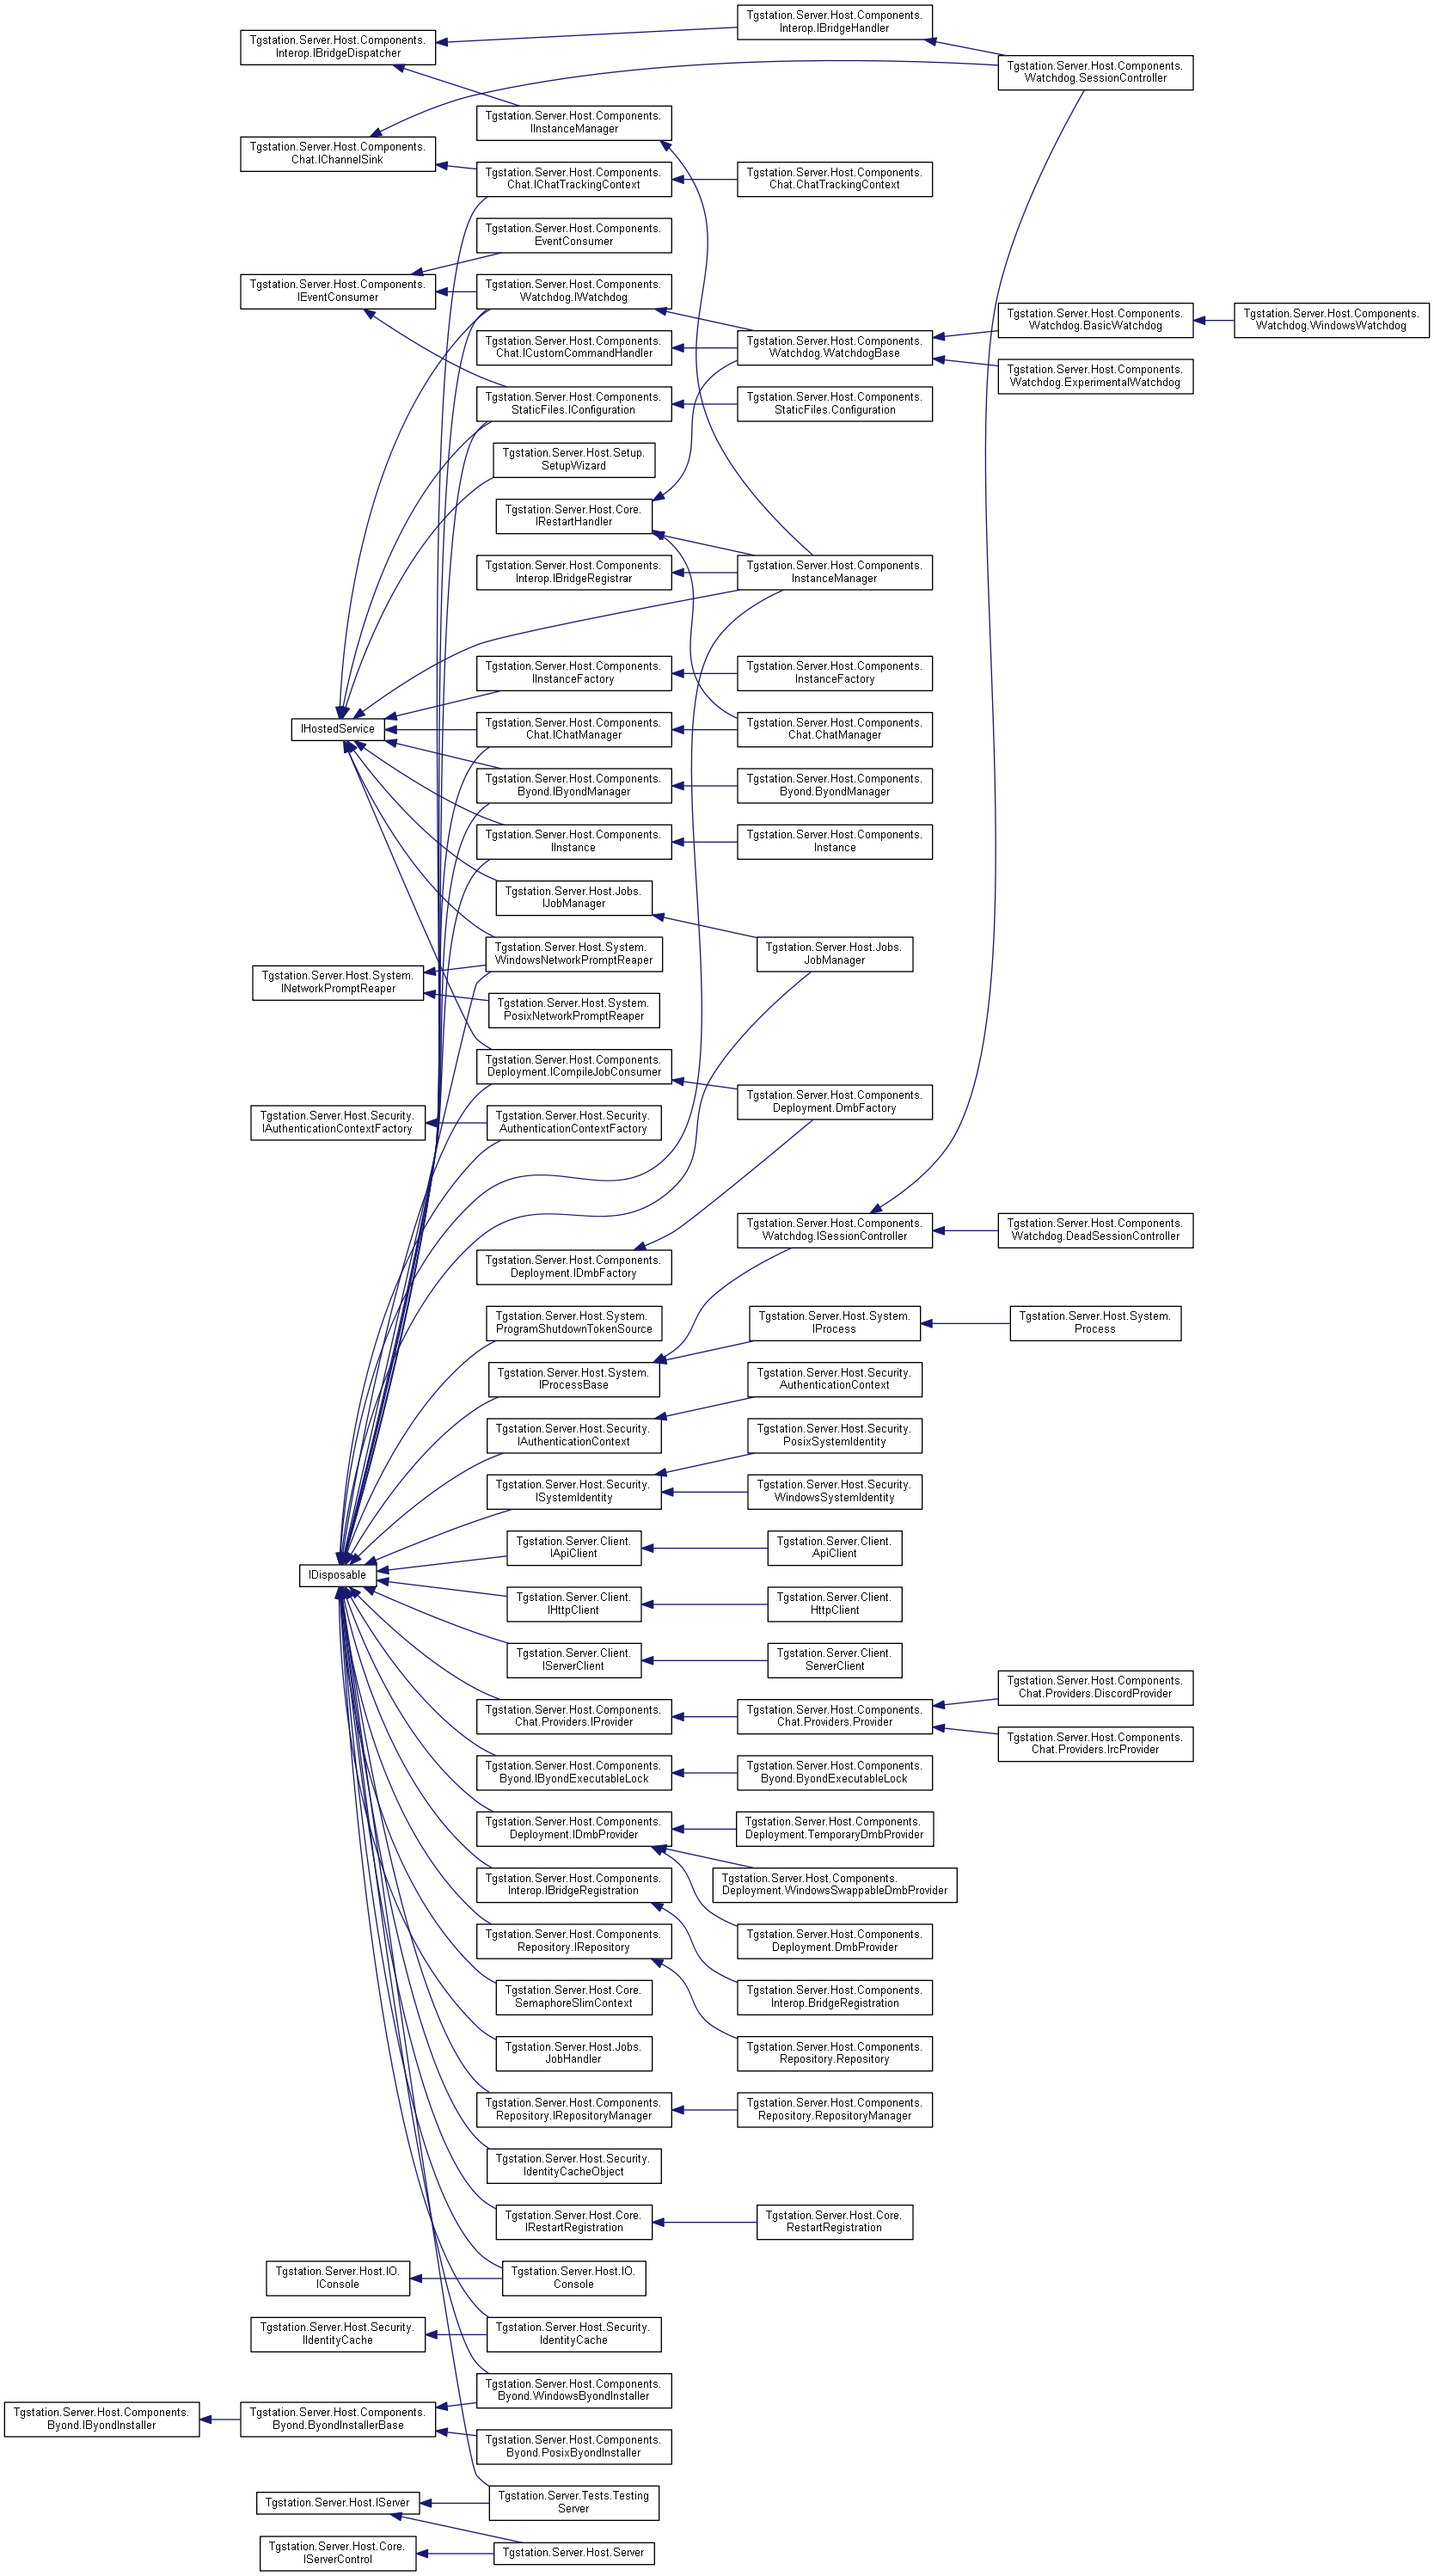 Tgstation.Server.Host.Components.
Interop.IBridgeHandler
Tgstation.Server.Host.Components.
Interop.IBridgeDispatcher
Tgstation.Server.Host.Components.
Watchdog.SessionController
Tgstation.Server.Host.Components.
IInstanceManager
Tgstation.Server.Host.Components.
Chat.IChannelSink
Tgstation.Server.Host.Components.
Chat.IChatTrackingContext
Tgstation.Server.Host.Components.
Chat.ChatTrackingContext
Tgstation.Server.Host.Components.
EventConsumer
Tgstation.Server.Host.Components.
IEventConsumer
Tgstation.Server.Host.Components.
Watchdog.IWatchdog
Tgstation.Server.Host.Components.
Watchdog.BasicWatchdog
Tgstation.Server.Host.Components.
Watchdog.WindowsWatchdog
Tgstation.Server.Host.Components.
Chat.ICustomCommandHandler
Tgstation.Server.Host.Components.
Watchdog.WatchdogBase
Tgstation.Server.Host.Components.
Watchdog.ExperimentalWatchdog
Tgstation.Server.Host.Components.
StaticFiles.IConfiguration
Tgstation.Server.Host.Components.
StaticFiles.Configuration
Tgstation.Server.Host.Setup.
SetupWizard
Tgstation.Server.Host.Core.
IRestartHandler
Tgstation.Server.Host.Components.
Interop.IBridgeRegistrar
Tgstation.Server.Host.Components.
InstanceManager
Tgstation.Server.Host.Components.
IInstanceFactory
Tgstation.Server.Host.Components.
InstanceFactory
IHostedService
Tgstation.Server.Host.Components.
Chat.IChatManager
Tgstation.Server.Host.Components.
Chat.ChatManager
Tgstation.Server.Host.Components.
Byond.IByondManager
Tgstation.Server.Host.Components.
Byond.ByondManager
Tgstation.Server.Host.Components.
IInstance
Tgstation.Server.Host.Components.
Instance
Tgstation.Server.Host.Jobs.
IJobManager
Tgstation.Server.Host.System.
WindowsNetworkPromptReaper
Tgstation.Server.Host.Jobs.
JobManager
Tgstation.Server.Host.System.
INetworkPromptReaper
Tgstation.Server.Host.System.
PosixNetworkPromptReaper
Tgstation.Server.Host.Components.
Deployment.ICompileJobConsumer
Tgstation.Server.Host.Components.
Deployment.DmbFactory
Tgstation.Server.Host.Security.
IAuthenticationContextFactory
Tgstation.Server.Host.Security.
AuthenticationContextFactory
Tgstation.Server.Host.Components.
Watchdog.ISessionController
Tgstation.Server.Host.Components.
Watchdog.DeadSessionController
Tgstation.Server.Host.Components.
Deployment.IDmbFactory
Tgstation.Server.Host.System.
ProgramShutdownTokenSource
Tgstation.Server.Host.System.
IProcess
Tgstation.Server.Host.System.
Process
Tgstation.Server.Host.System.
IProcessBase
Tgstation.Server.Host.Security.
AuthenticationContext
Tgstation.Server.Host.Security.
IAuthenticationContext
Tgstation.Server.Host.Security.
PosixSystemIdentity
Tgstation.Server.Host.Security.
ISystemIdentity
Tgstation.Server.Host.Security.
WindowsSystemIdentity
Tgstation.Server.Client.
IApiClient
Tgstation.Server.Client.
ApiClient
IDisposable
Tgstation.Server.Client.
IHttpClient
Tgstation.Server.Client.
HttpClient
Tgstation.Server.Client.
IServerClient
Tgstation.Server.Client.
ServerClient
Tgstation.Server.Host.Components.
Chat.Providers.IProvider
Tgstation.Server.Host.Components.
Chat.Providers.Provider
Tgstation.Server.Host.Components.
Chat.Providers.DiscordProvider
Tgstation.Server.Host.Components.
Chat.Providers.IrcProvider
Tgstation.Server.Host.Components.
Byond.IByondExecutableLock
Tgstation.Server.Host.Components.
Byond.ByondExecutableLock
Tgstation.Server.Host.Components.
Deployment.IDmbProvider
Tgstation.Server.Host.Components.
Deployment.TemporaryDmbProvider
Tgstation.Server.Host.Components.
Interop.IBridgeRegistration
Tgstation.Server.Host.Components.
Deployment.WindowsSwappableDmbProvider
Tgstation.Server.Host.Components.
Repository.IRepository
Tgstation.Server.Host.Components.
Deployment.DmbProvider
Tgstation.Server.Host.Core.
SemaphoreSlimContext
Tgstation.Server.Host.Components.
Interop.BridgeRegistration
Tgstation.Server.Host.Jobs.
JobHandler
Tgstation.Server.Host.Components.
Repository.Repository
Tgstation.Server.Host.Components.
Repository.IRepositoryManager
Tgstation.Server.Host.Components.
Repository.RepositoryManager
Tgstation.Server.Host.Security.
IdentityCacheObject
Tgstation.Server.Host.Core.
IRestartRegistration
Tgstation.Server.Host.Core.
RestartRegistration
Tgstation.Server.Host.IO.
IConsole
Tgstation.Server.Host.IO.
Console
Tgstation.Server.Host.Security.
IIdentityCache
Tgstation.Server.Host.Security.
IdentityCache
Tgstation.Server.Host.Components.
Byond.IByondInstaller
Tgstation.Server.Host.Components.
Byond.ByondInstallerBase
Tgstation.Server.Host.Components.
Byond.WindowsByondInstaller
Tgstation.Server.Host.Components.
Byond.PosixByondInstaller
Tgstation.Server.Host.IServer
Tgstation.Server.Tests.Testing
Server
Tgstation.Server.Host.Core.
IServerControl
Tgstation.Server.Host.Server